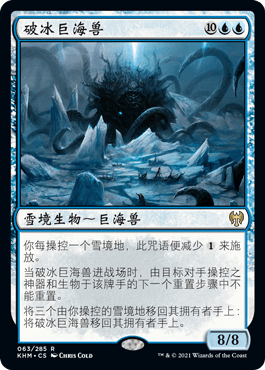 破冰巨海兽 10
雪境生物～巨海兽
你每操控一个雪境地，此咒语便减少 1 来施
放。
当破冰巨海兽进战场时，由目标对手操控之
神器和生物于该牌手的下一个重置步骤中不
能重置。
将三个由你操控的雪境地移回其拥有者手上：
将破冰巨海兽移回其拥有者手上。
8/8
063/285 R
KHM • CS CHRIS COLD
™ & © 2021 Wizards of the Coast